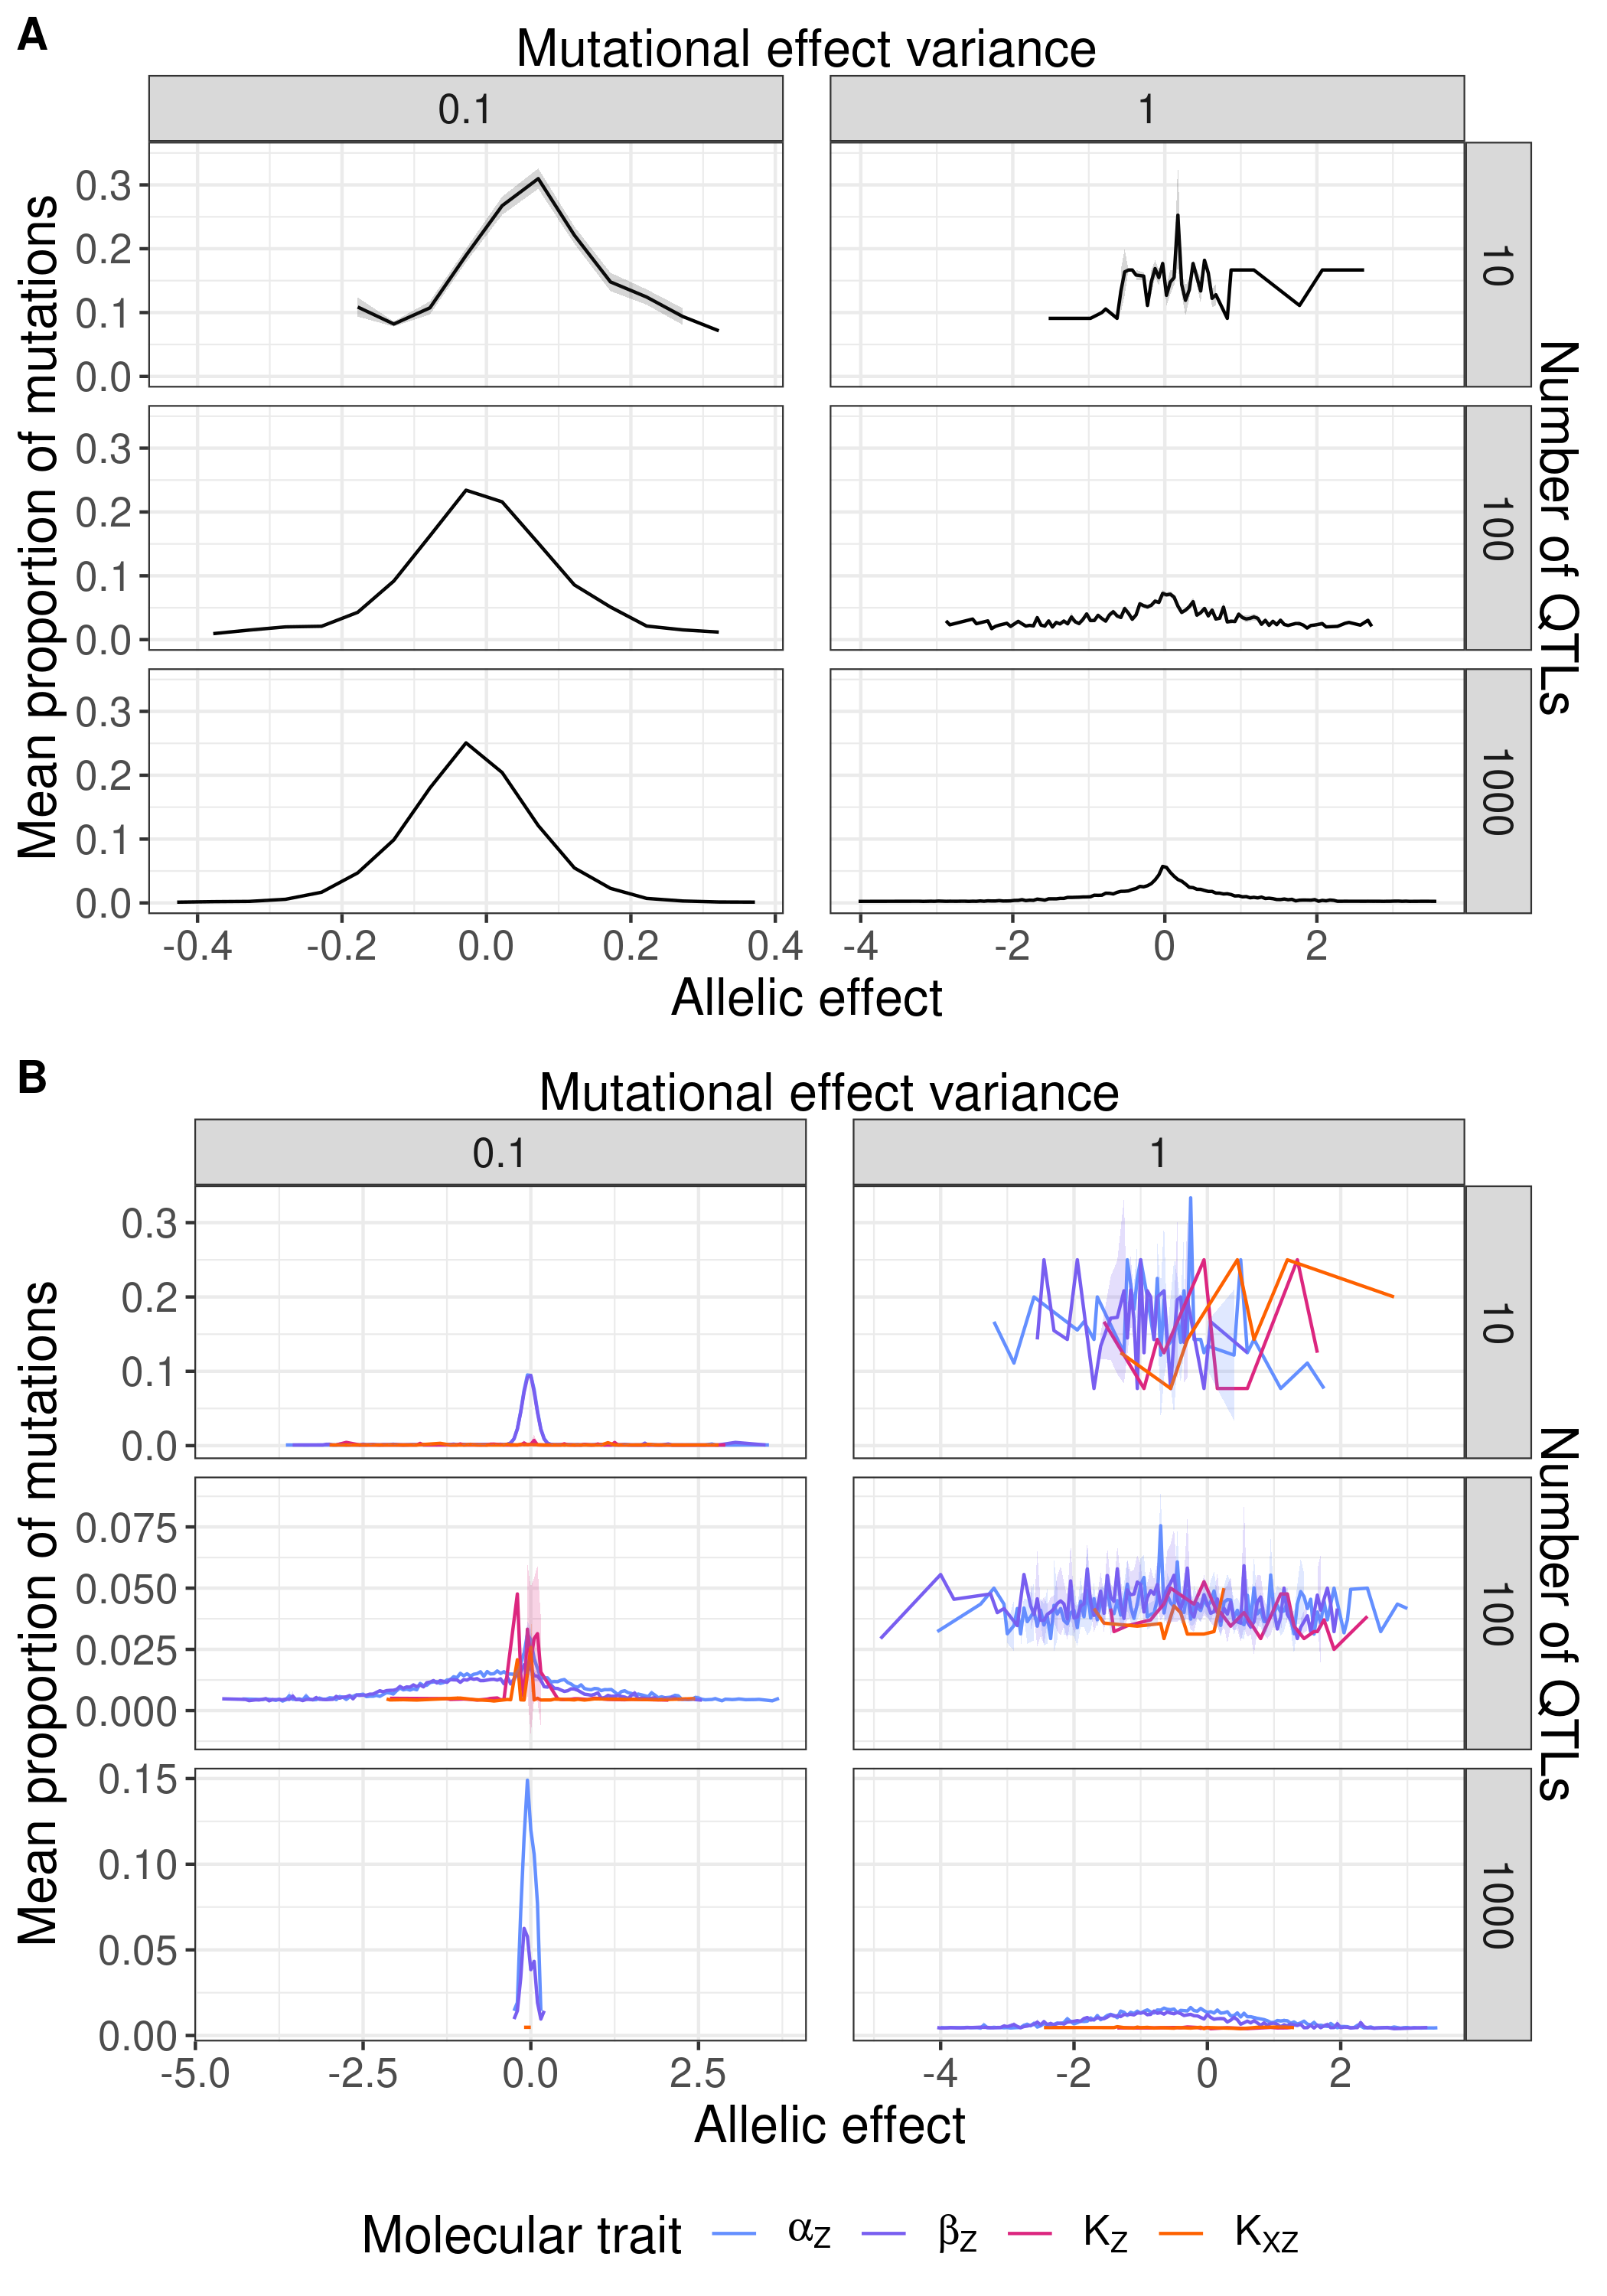 A
Mutational effect variance
0.1 1
Mean proportion of mutations
0.3
0.2
0.1
0.0
10
0.3
0.2
0.1
0.0
100
0.3
0.2
0.1
0.0
1000
Number of QTLs
-0.4 -0.2 0.0 0.2 0.4 -4 -2 0 2
Allelic effect
B
Mutational effect variance
0.1 1
Mean proportion of mutations
0.3
0.2
0.1
0.0
10
0.075
0.050
0.025
0.000
100
0.15
0.10
0.05
0.00
1000
Number of QTLs
-5.0 -2.5 0.0 2.5 -4 -2 0 2
Allelic effect
Molecular trait α_Z β_Z K_Z K_XZ